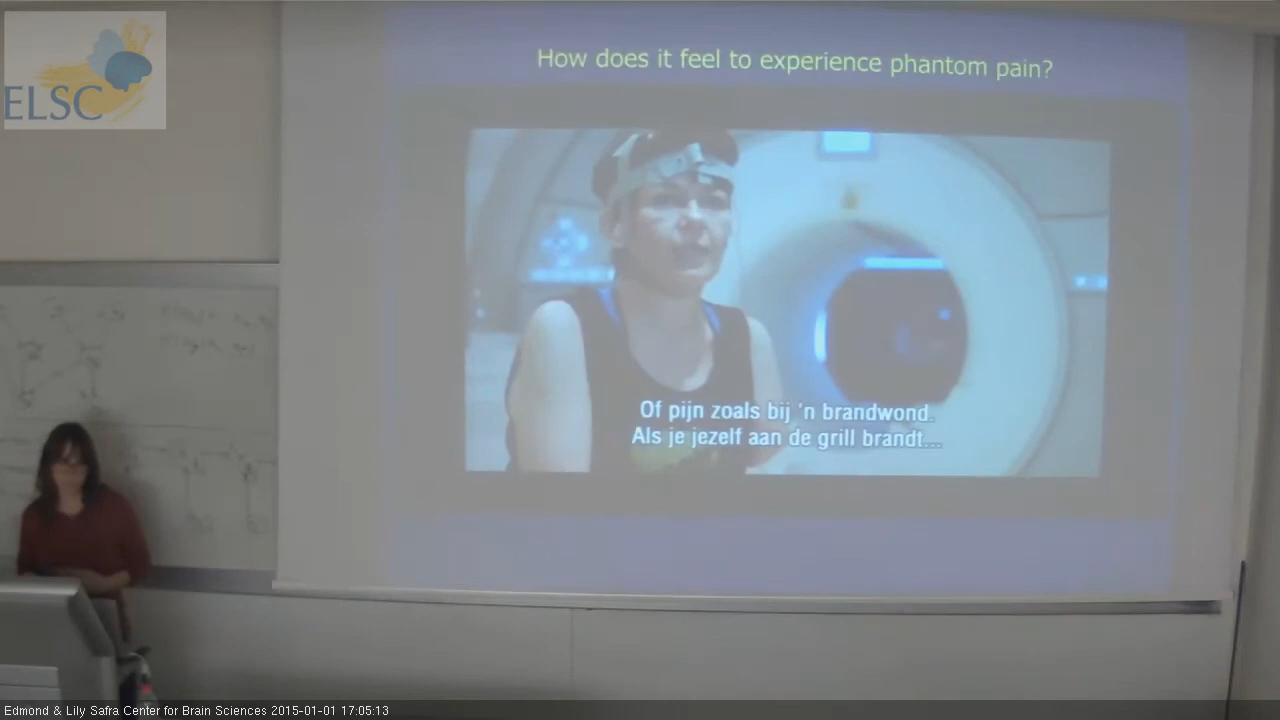 ELSC
How does it feel to experience phantom pain?
Of pijn zoals bij 'n brandwond.
Als je jezelf aan de grill brandt...
Edmond & Lily Safra Center for Brain Sciences 2015-01-01 17:05:13